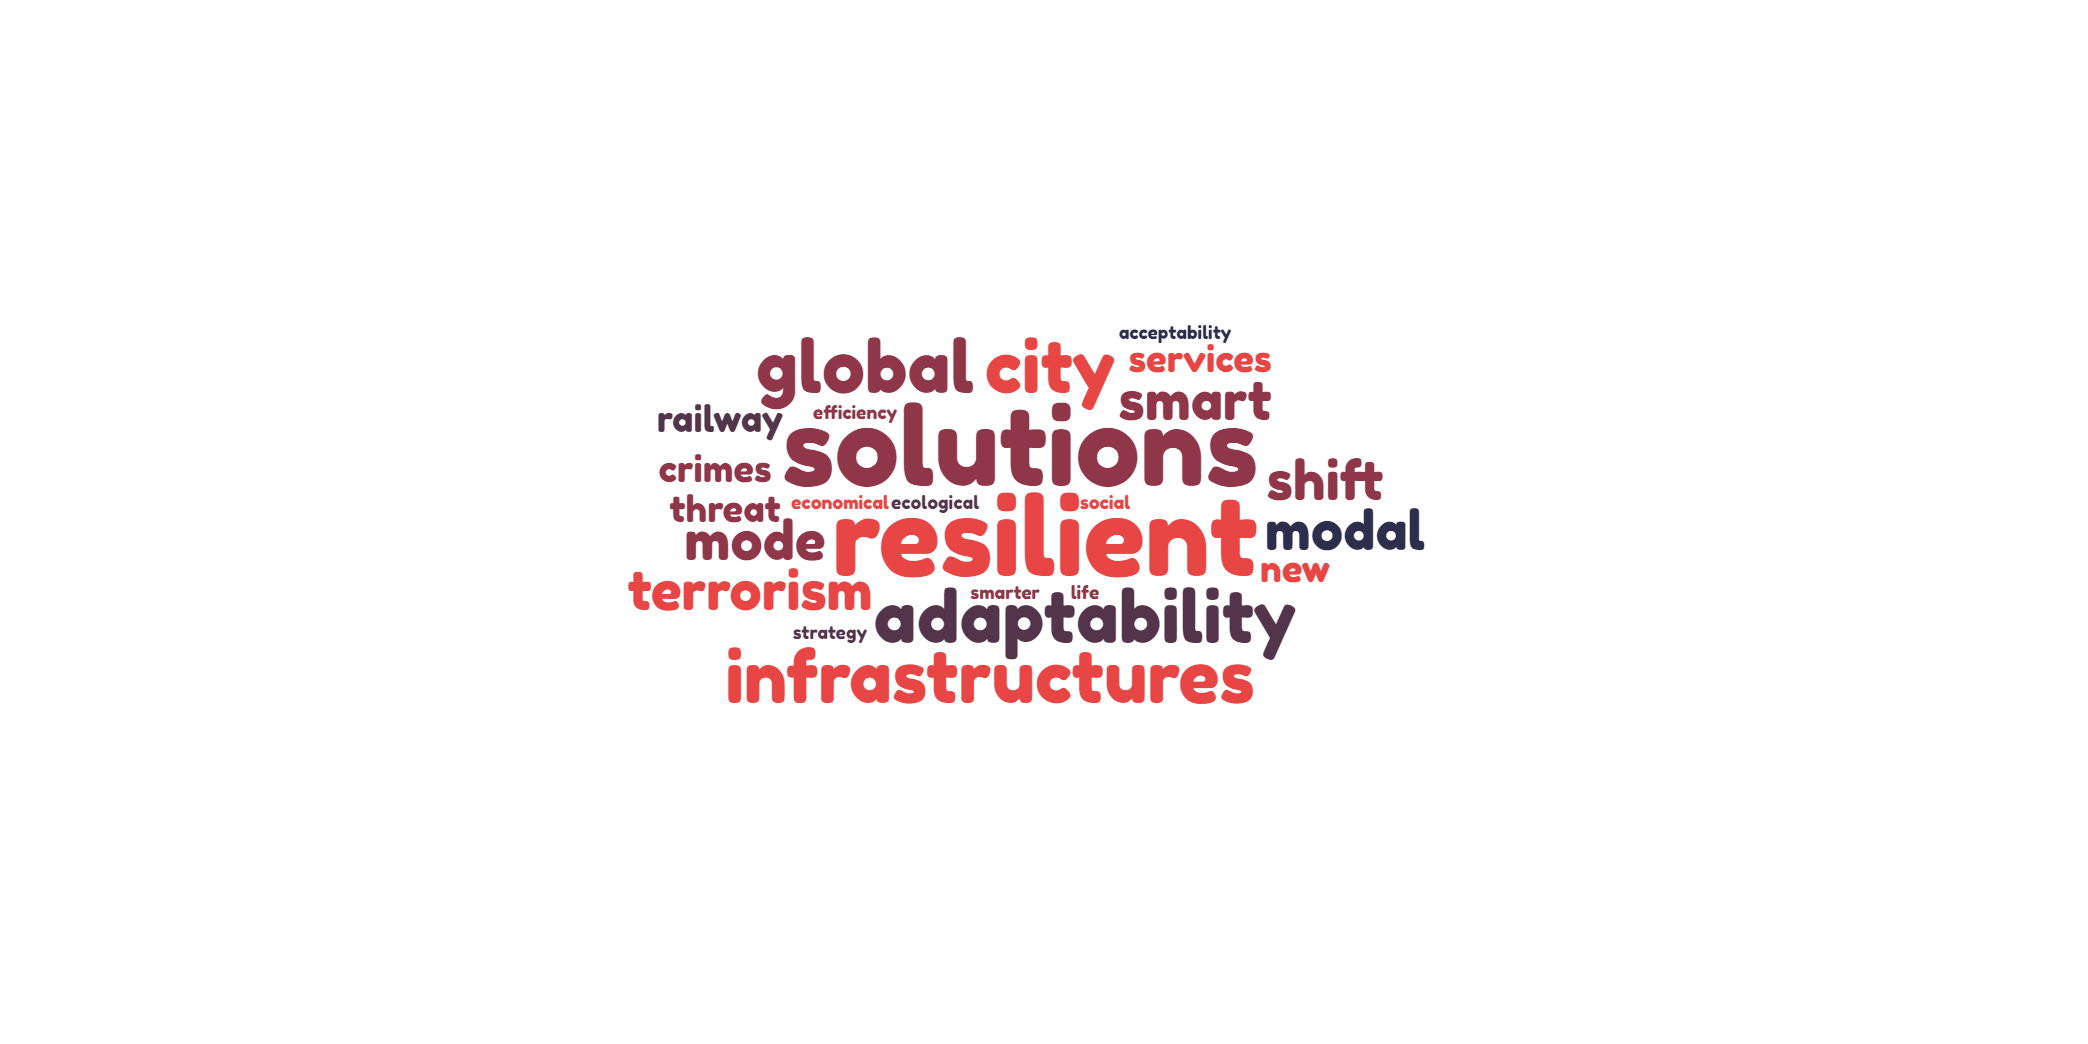 acceptability
global city services
smart
railway efficiency
solutions
crimes shift
threat economical ecological social
mode resilient modal
new
terrorism smarter life
strategy adaptability
infrastructures